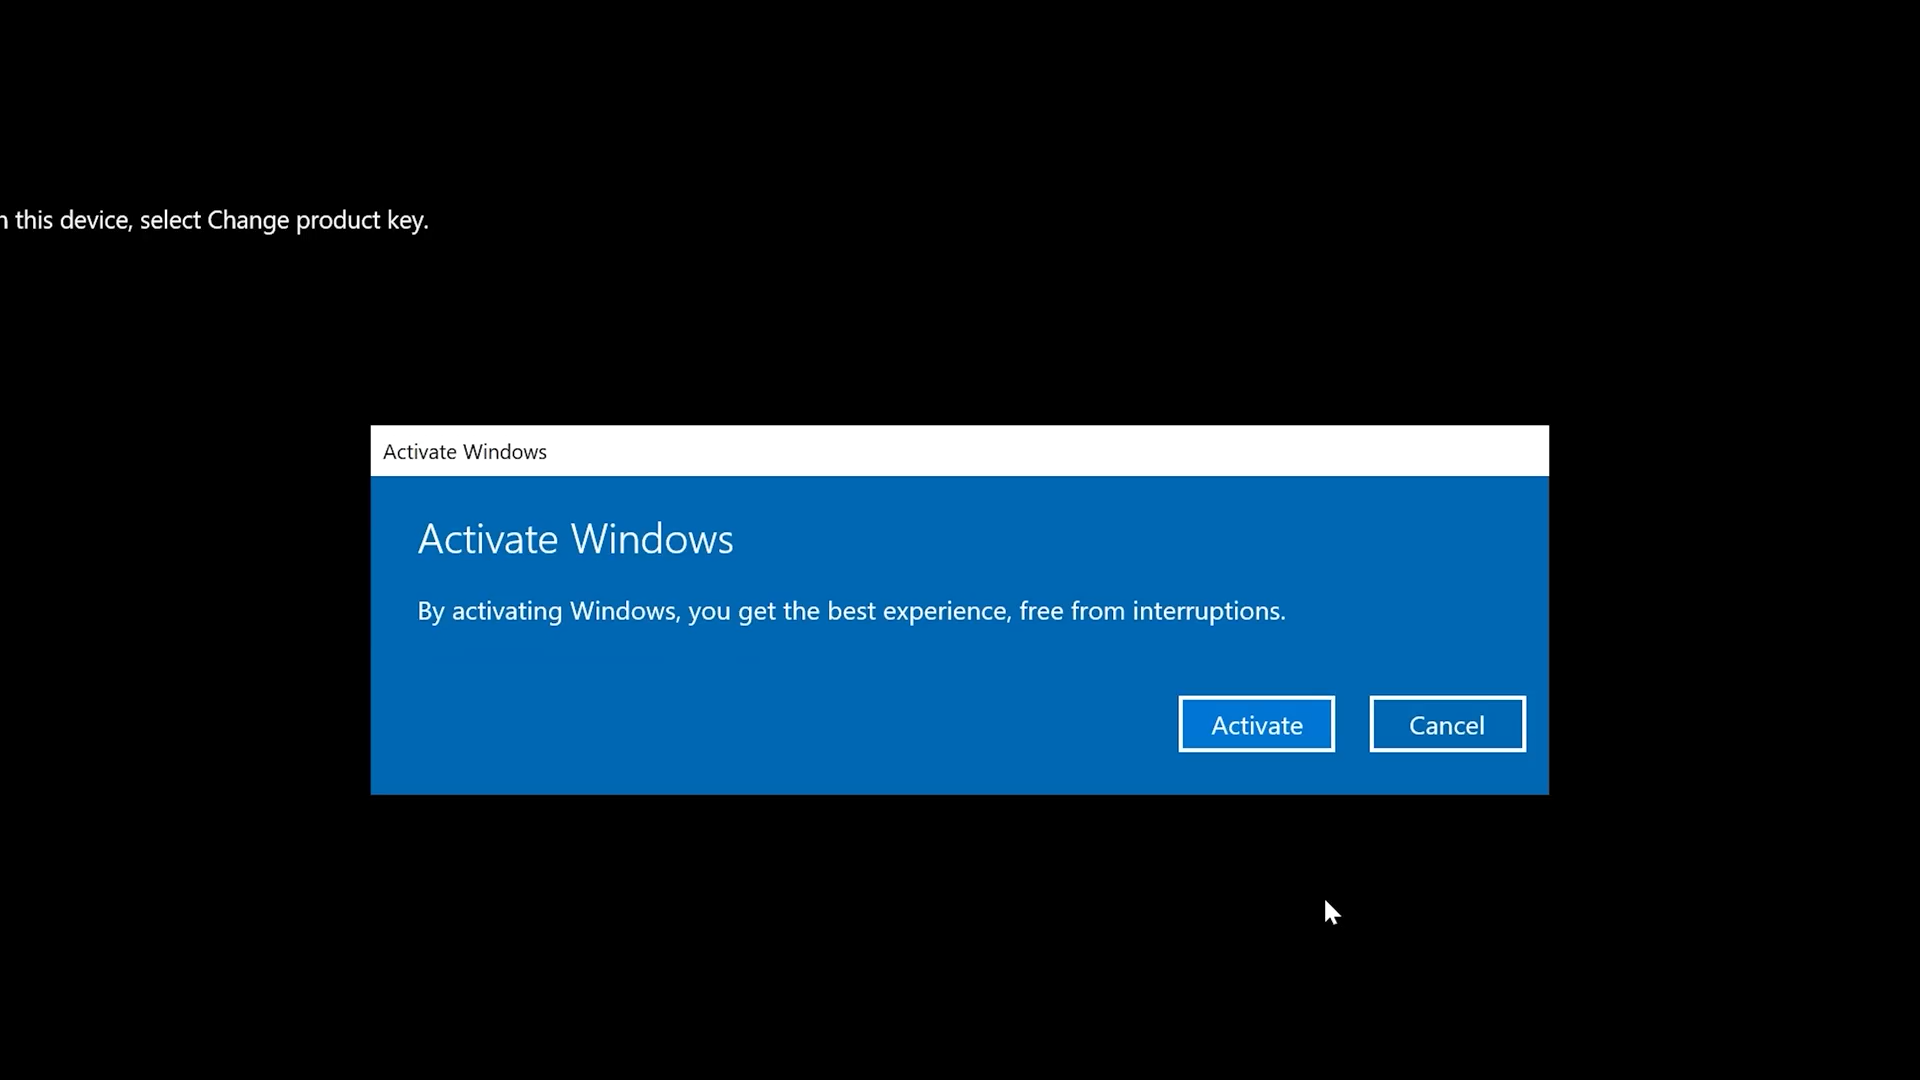 this device, select Change product key.
Activate Windows
Activate Windows
By activating Windows, you get the best experience, free from interruptions.
Activate
Cancel